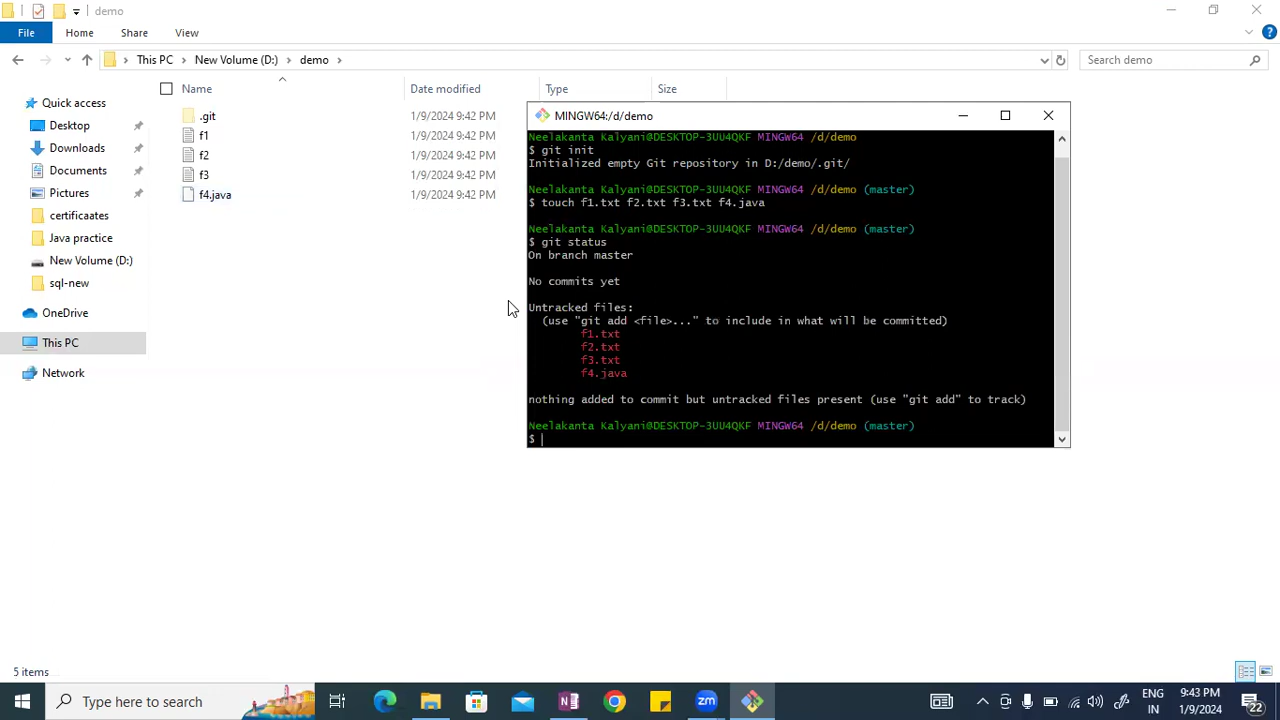 demo
File Home Share View
This PC New Volume (D:) demo
Search demo
Name Date modified Type Size
Quick access
Desktop
Downloads
Documents
Pictures
certificaates
Java practice
New Volume (D:)
sql-new
OneDrive
This PC
Network
.git 1/9/2024 9:42 PM
f1 1/9/2024 9:42 PM
f2 1/9/2024 9:42 PM
f3 1/9/2024 9:42 PM
f4.java 1/9/2024 9:42 PM
MINGW64:/d/demo
Neelakanta Kalyani@DESKTOP-3UU4QKF MINGW64 /d/demo
$ git init
Initialized empty Git repository in D:/demo/.git/
Neelakanta Kalyani@DESKTOP-3UU4QKF MINGW64 /d/demo (master)
$ touch f1.txt f2.txt f3.txt f4.java
Neelakanta Kalyani@DESKTOP-3UU4QKF MINGW64 /d/demo (master)
$ git status
On branch master
No commits yet
Untracked files:
(use "git add <file>..." to include in what will be committed)
f1.txt
f2.txt
f3.txt
f4.java
nothing added to commit but untracked files present (use "git add" to track)
Neelakanta Kalyani@DESKTOP-3UU4QKF MINGW64 /d/demo (master)
$
5 items
Type here to search
zm
ENG
IN
9:43 PM
1/9/2024
22